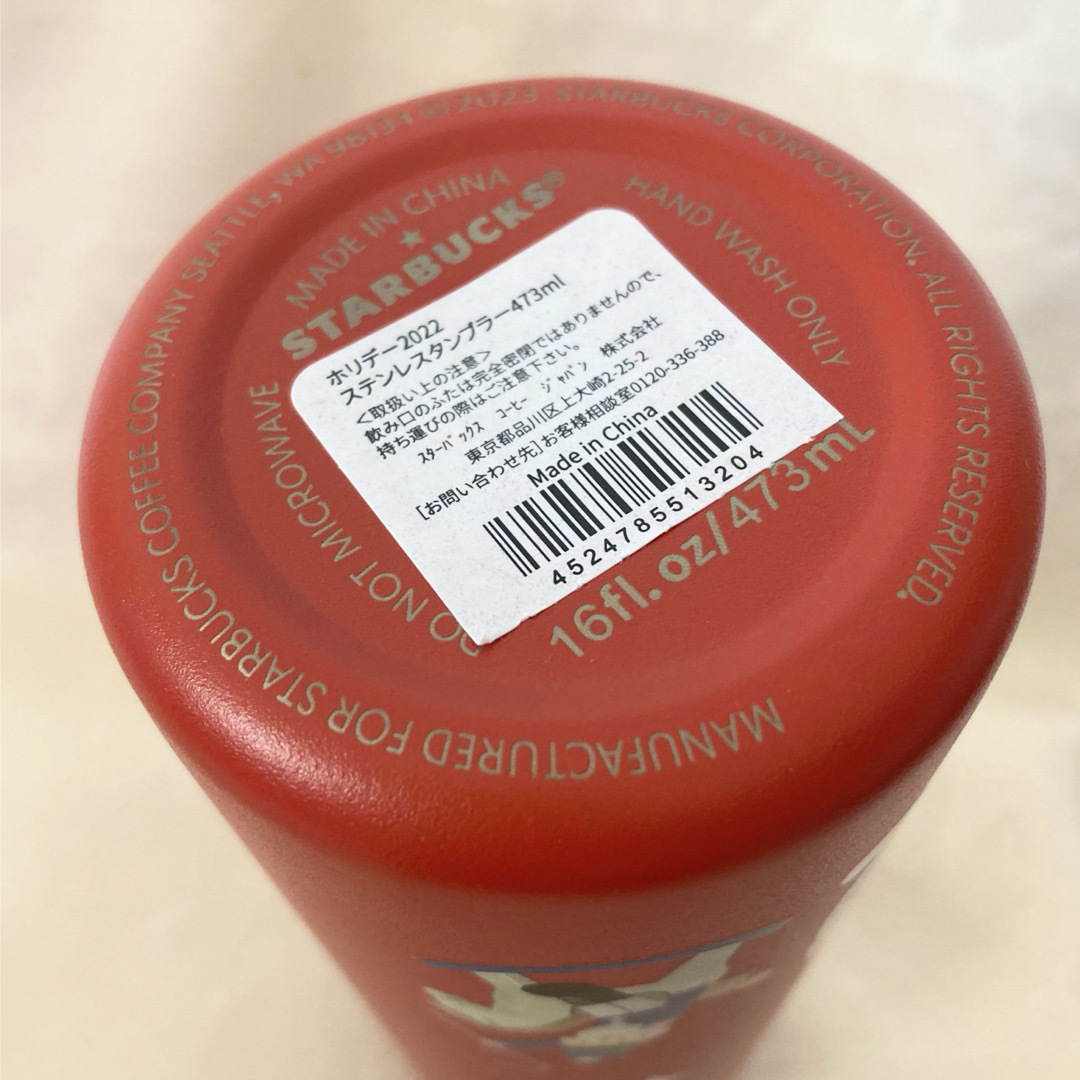 MANUFACTURED FOR STARBUCKS COFFEE COMPANY SEATTLE, WA 98134 © 2023 STARBUCKS CORPORATION. ALL RIGHTS RESERVED.
MADE IN CHINA
STARBUCKS®
HAND WASH ONLY
DO NOT MICROWAVE
ホリデー2022
ステンレスタンブラー473ml
<取扱い上の注意>
飲み口のふたは完全密閉ではありませんので、
持ち運びの際はご注意下さい。
スターバックス コーヒー ジャパン 株式会社
東京都品川区上大崎2-25-2
[お問い合わせ先]お客様相談室0120-336-388
Made in China
4524785513204
16fl.oz/473mL